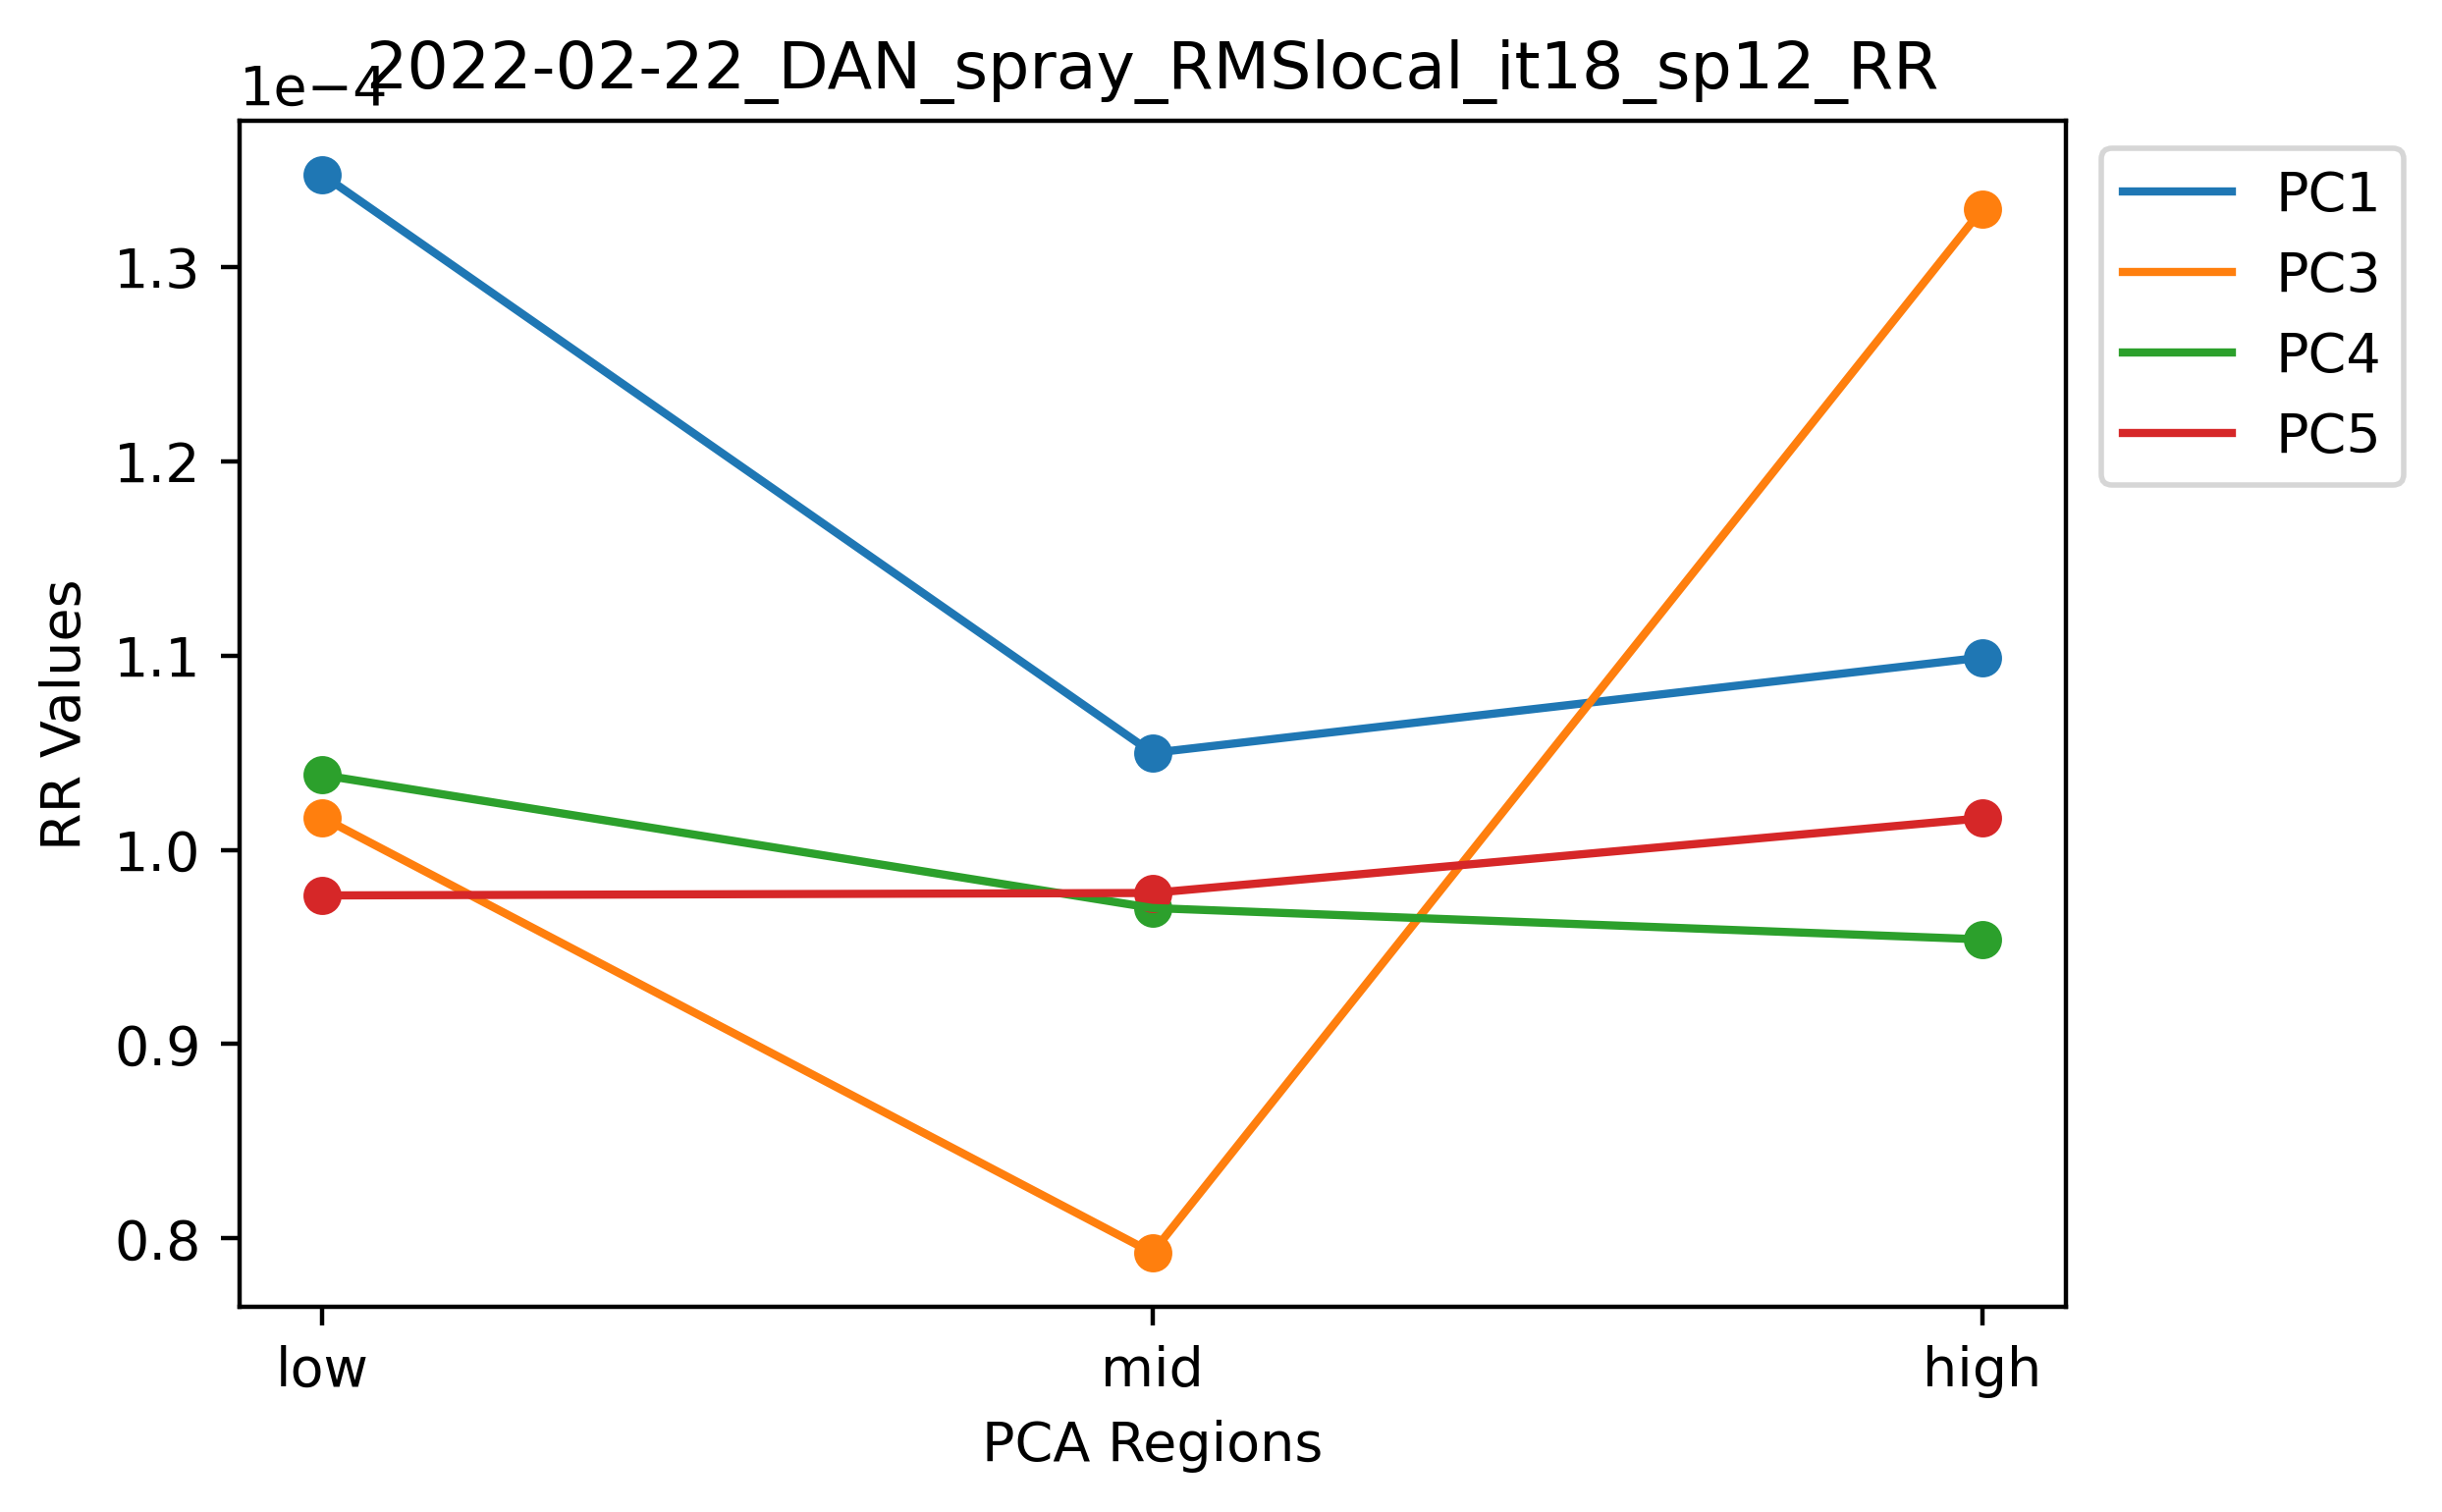 2022-02-22_DAN_spray_RMSlocal_it18_sp12_RR
1e−4
1.3
1.2
1.1
1.0
0.9
0.8
RR Values
low mid high
PCA Regions
PC1
PC3
PC4
PC5